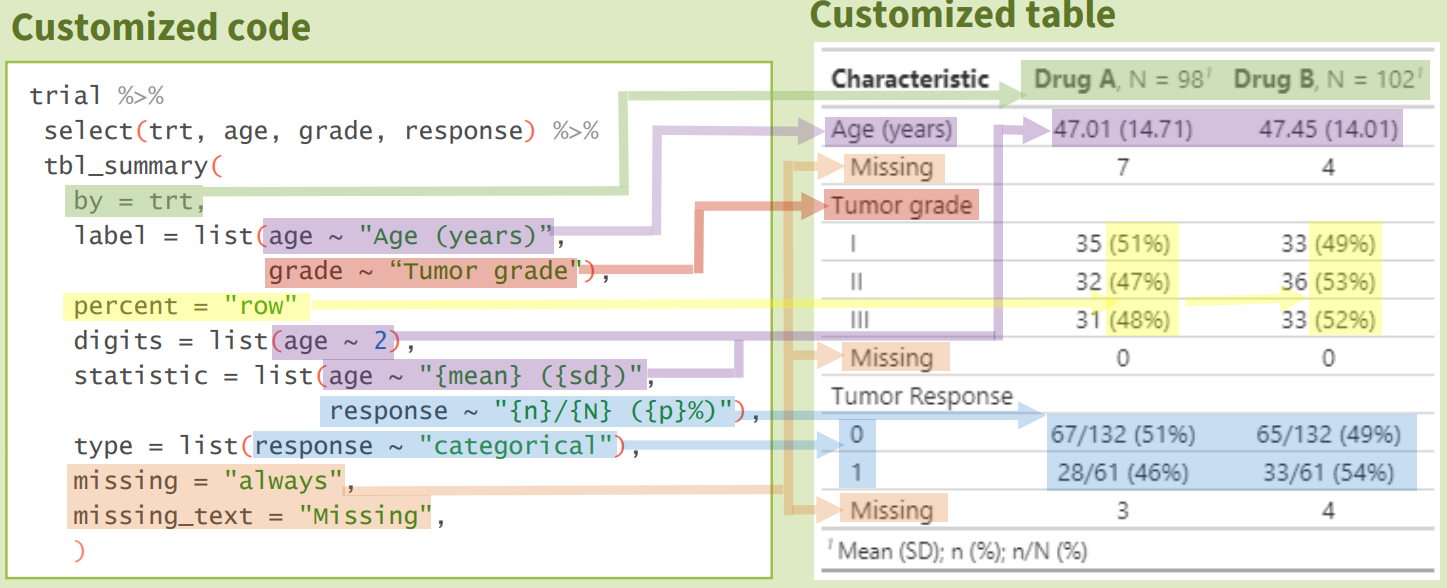 Customized code
trial %>%
select(trt, age, grade, response) %>%
tbl_summary(
by = trt,
label = list(age ~ "Age (years)”,
grade ~ “Tumor grade"),
percent = "row"
digits = list(age ~ 2),
statistic = list(age ~ "{mean} ({sd})",
response ~ "{n}/{N} ({p}%)"),
type = list(response ~ "categorical"),
missing = "always",
missing_text = "Missing",
)
Customized table
Characteristic Drug A, N = 98¹ Drug B, N = 102¹
Age (years) 47.01 (14.71) 47.45 (14.01)
Missing 7 4
Tumor grade
I 35 (51%) 33 (49%)
II 32 (47%) 36 (53%)
III 31 (48%) 33 (52%)
Missing 0 0
Tumor Response
0 67/132 (51%) 65/132 (49%)
1 28/61 (46%) 33/61 (54%)
Missing 3 4
¹ Mean (SD); n (%); n/N (%)